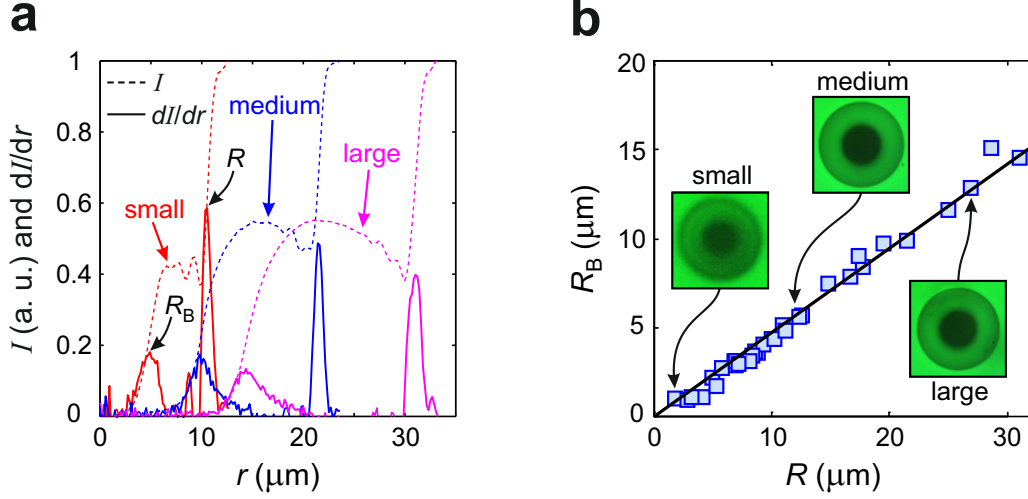 a
1
0.8
0.6
0.4
0.2
0
0
10
20
30
I (a. u.) and dI/dr
r (μm)
I
dI/dr
medium
large
small
R
R_B
b
20
15
10
5
0
0
10
20
30
R_B (μm)
R (μm)
medium
small
large